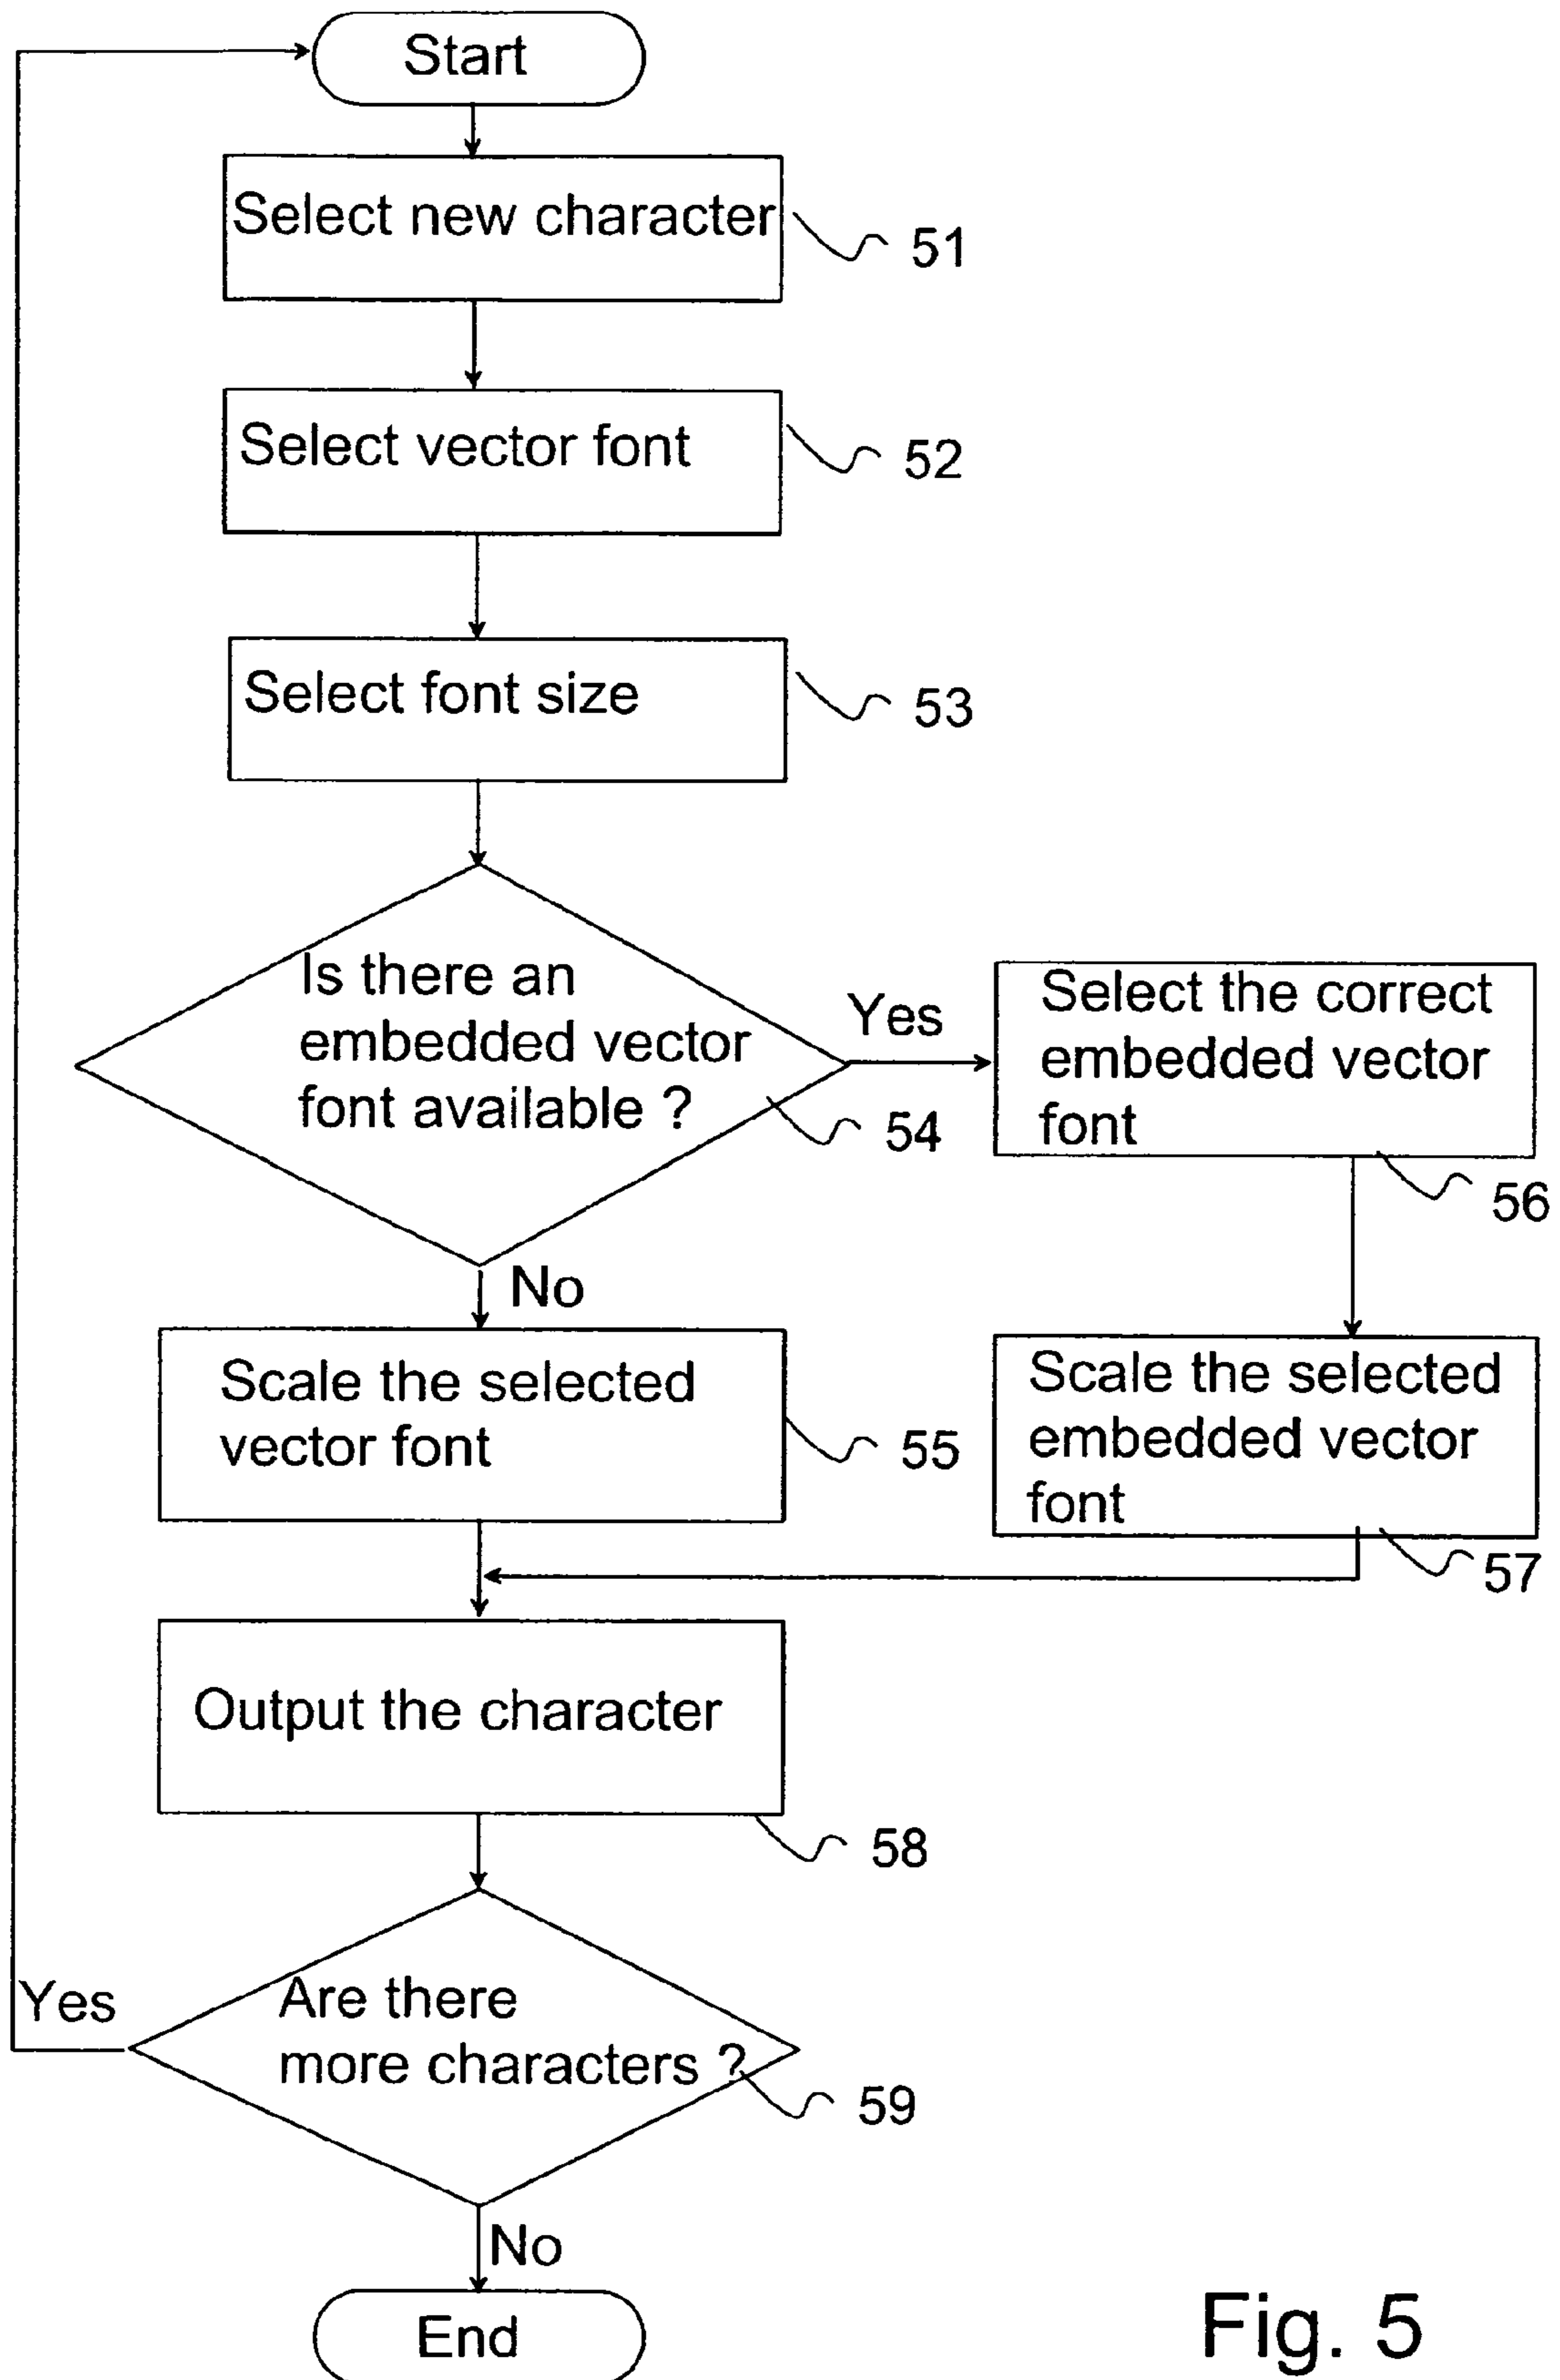 Start
Select new character
51
Select vector font
52
Select font size
53
Is there an
embedded vector
font available ?
54
Yes
Select the correct
embedded vector
font
56
No
Scale the selected
vector font
55
Scale the selected
embedded vector
font
57
Output the character
58
Are there
more characters ?
59
Yes
No
End
Fig. 5